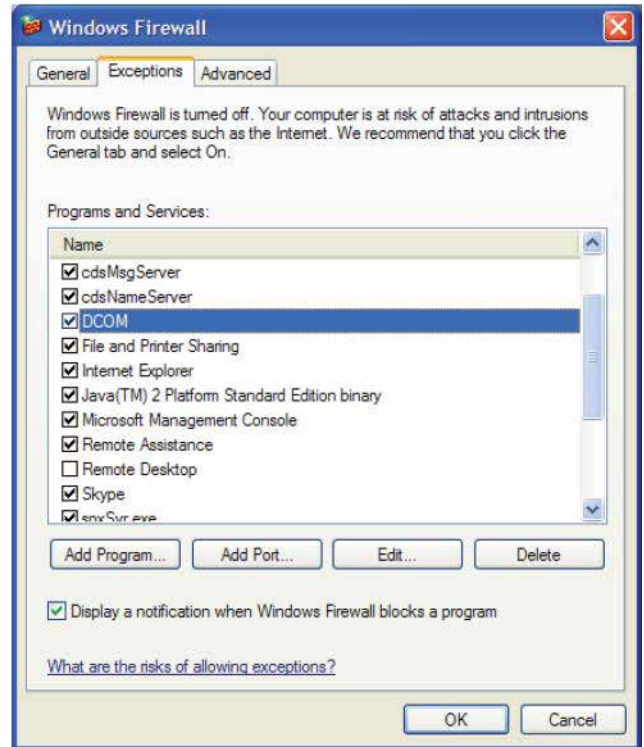 Windows Firewall
General Exceptions Advanced
Windows Firewall is turned off. Your computer is at risk of attacks and intrusions
from outside sources such as the Internet. We recommend that you click the
General tab and select On.
Programs and Services:
Name
cdsMsgServer
cdsNameServer
DCOM
File and Printer Sharing
Internet Explorer
Java(TM) 2 Platform Standard Edition binary
Microsoft Management Console
Remote Assistance
Remote Desktop
Skype
spxSvr.exe
Add Program... Add Port... Edit... Delete
Display a notification when Windows Firewall blocks a program
What are the risks of allowing exceptions?
OK Cancel